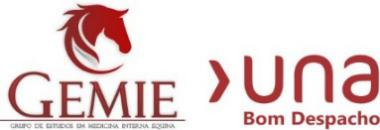 GEMIE
GRUPO DE ESTUDOS EM MEDICINA INTERNA EQUINA
una
Bom Despacho